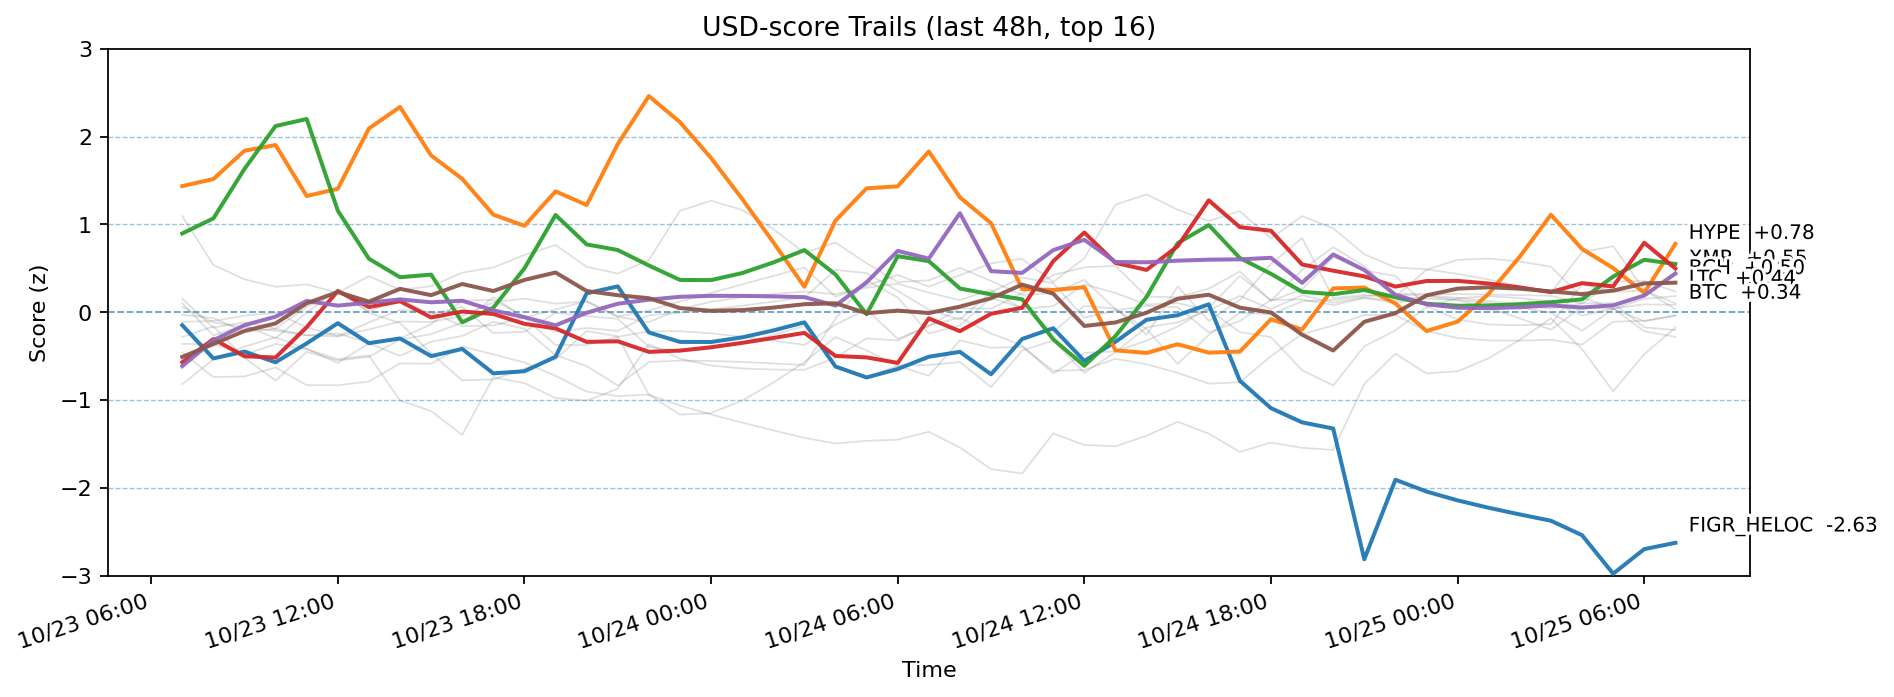 USD-score Trails (last 48h, top 16)
Score (z)
3
2
1
0
−1
−2
−3
HYPE +0.78
XMR +0.55
LTC +0.44
BTC +0.34
FIGR_HELOC -2.63
10/23 06:00
10/23 12:00
10/23 18:00
10/24 00:00
10/24 06:00
10/24 12:00
10/24 18:00
10/25 00:00
10/25 06:00
Time